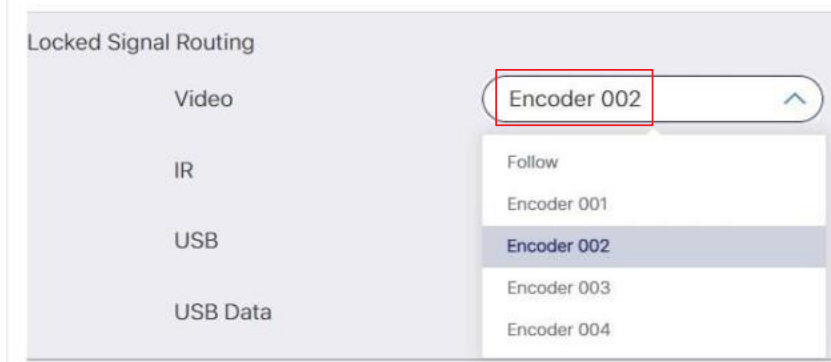 Locked Signal Routing
Video
Encoder 002
IR
Follow
Encoder 001
USB
Encoder 002
Encoder 003
USB Data
Encoder 004